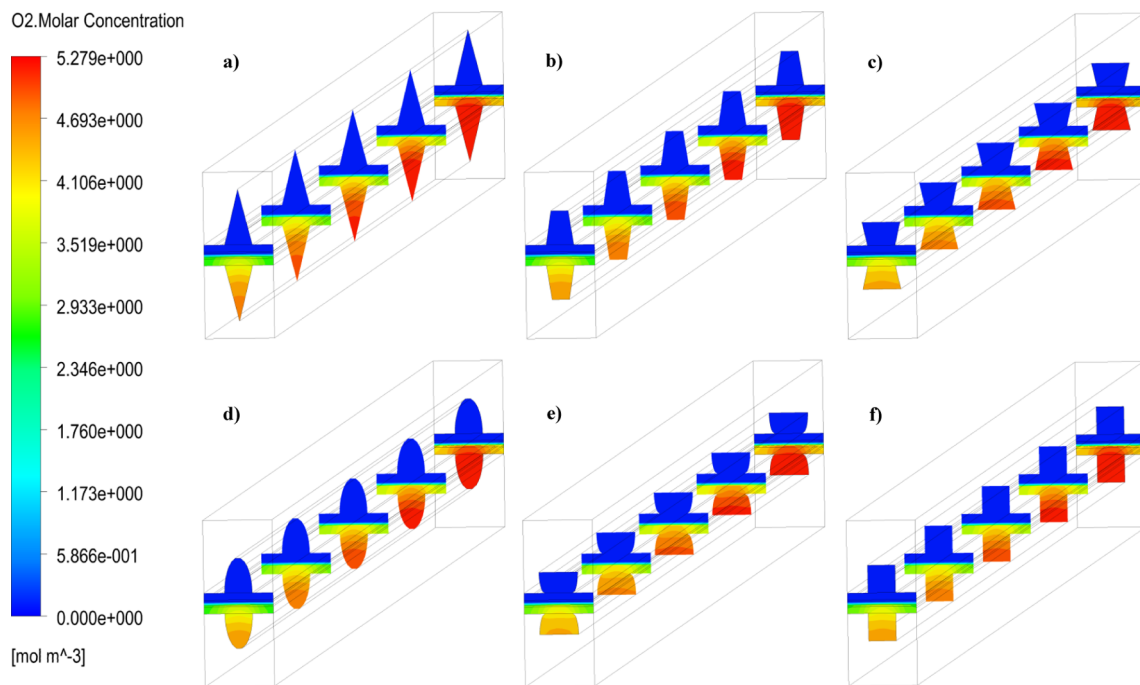 O2.Molar Concentration
5.279e+000
4.693e+000
4.106e+000
3.519e+000
2.933e+000
2.346e+000
1.760e+000
1.173e+000
5.866e-001
0.000e+000
[mol m^-3]
a)
b)
c)
d)
e)
f)